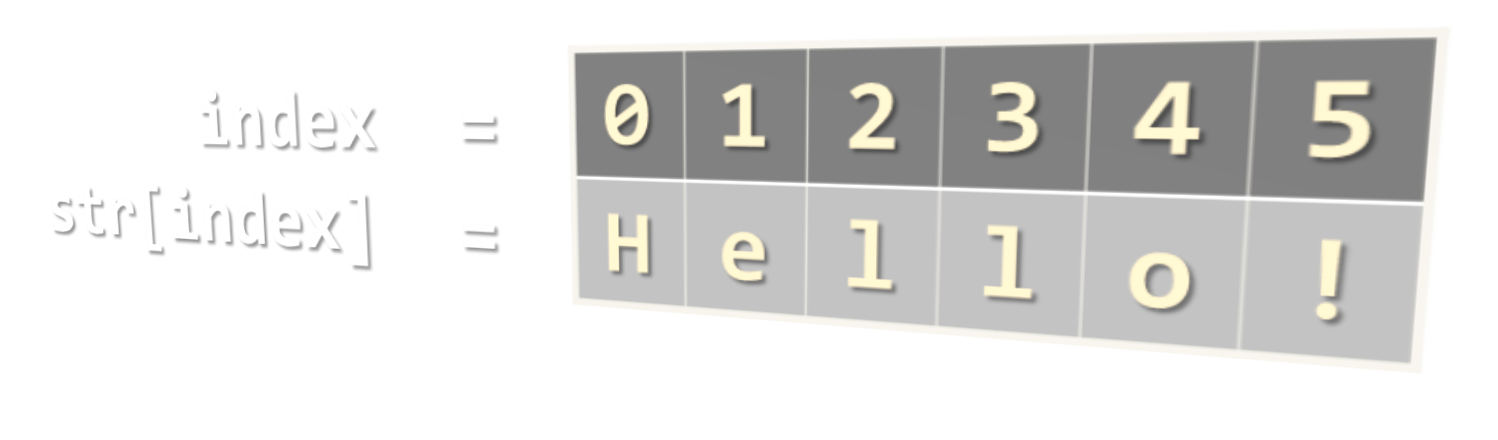 index = 0 1 2 3 4 5
str[index] = H e l l o !